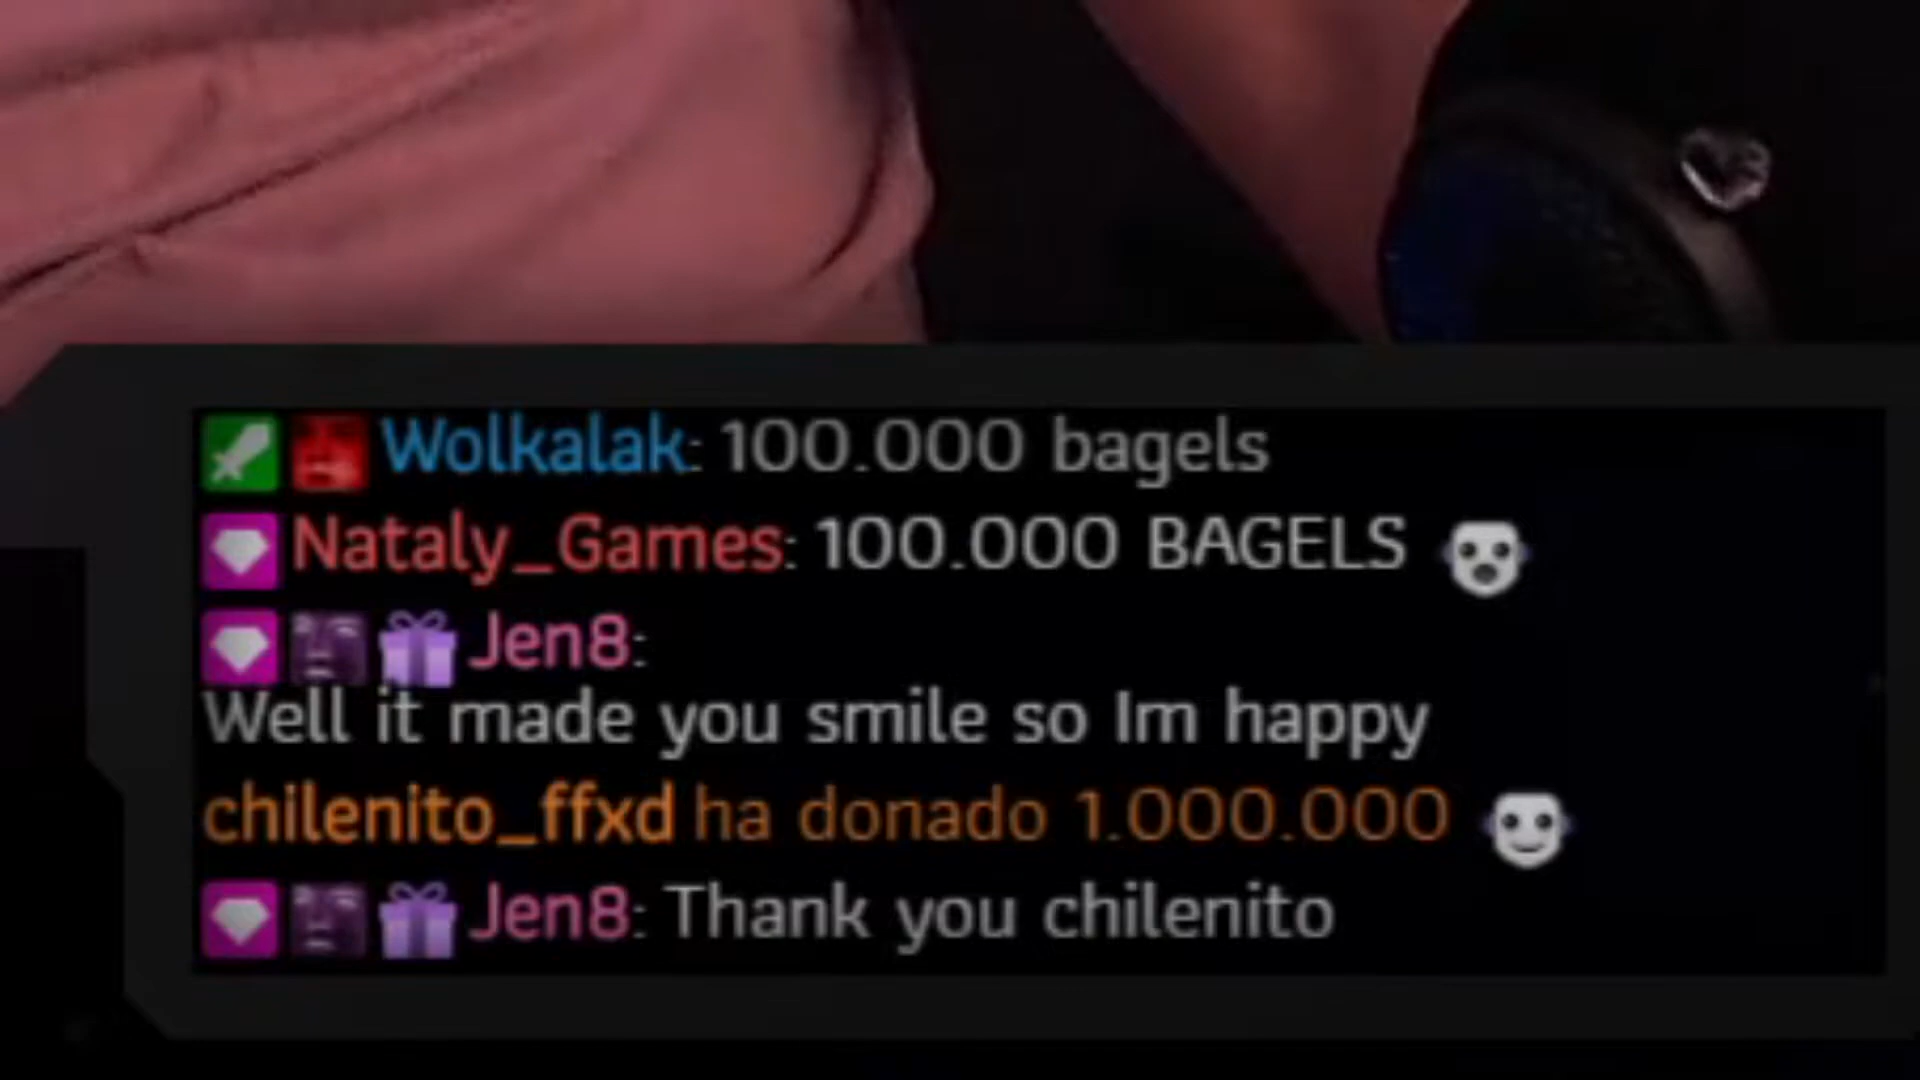 Wolkalak: 100.000 bagels
Nataly_Games: 100.000 BAGELS
Jen8:
Well it made you smile so Im happy
chilenito_ffxd ha donado 1.000.000
Jen8: Thank you chilenito